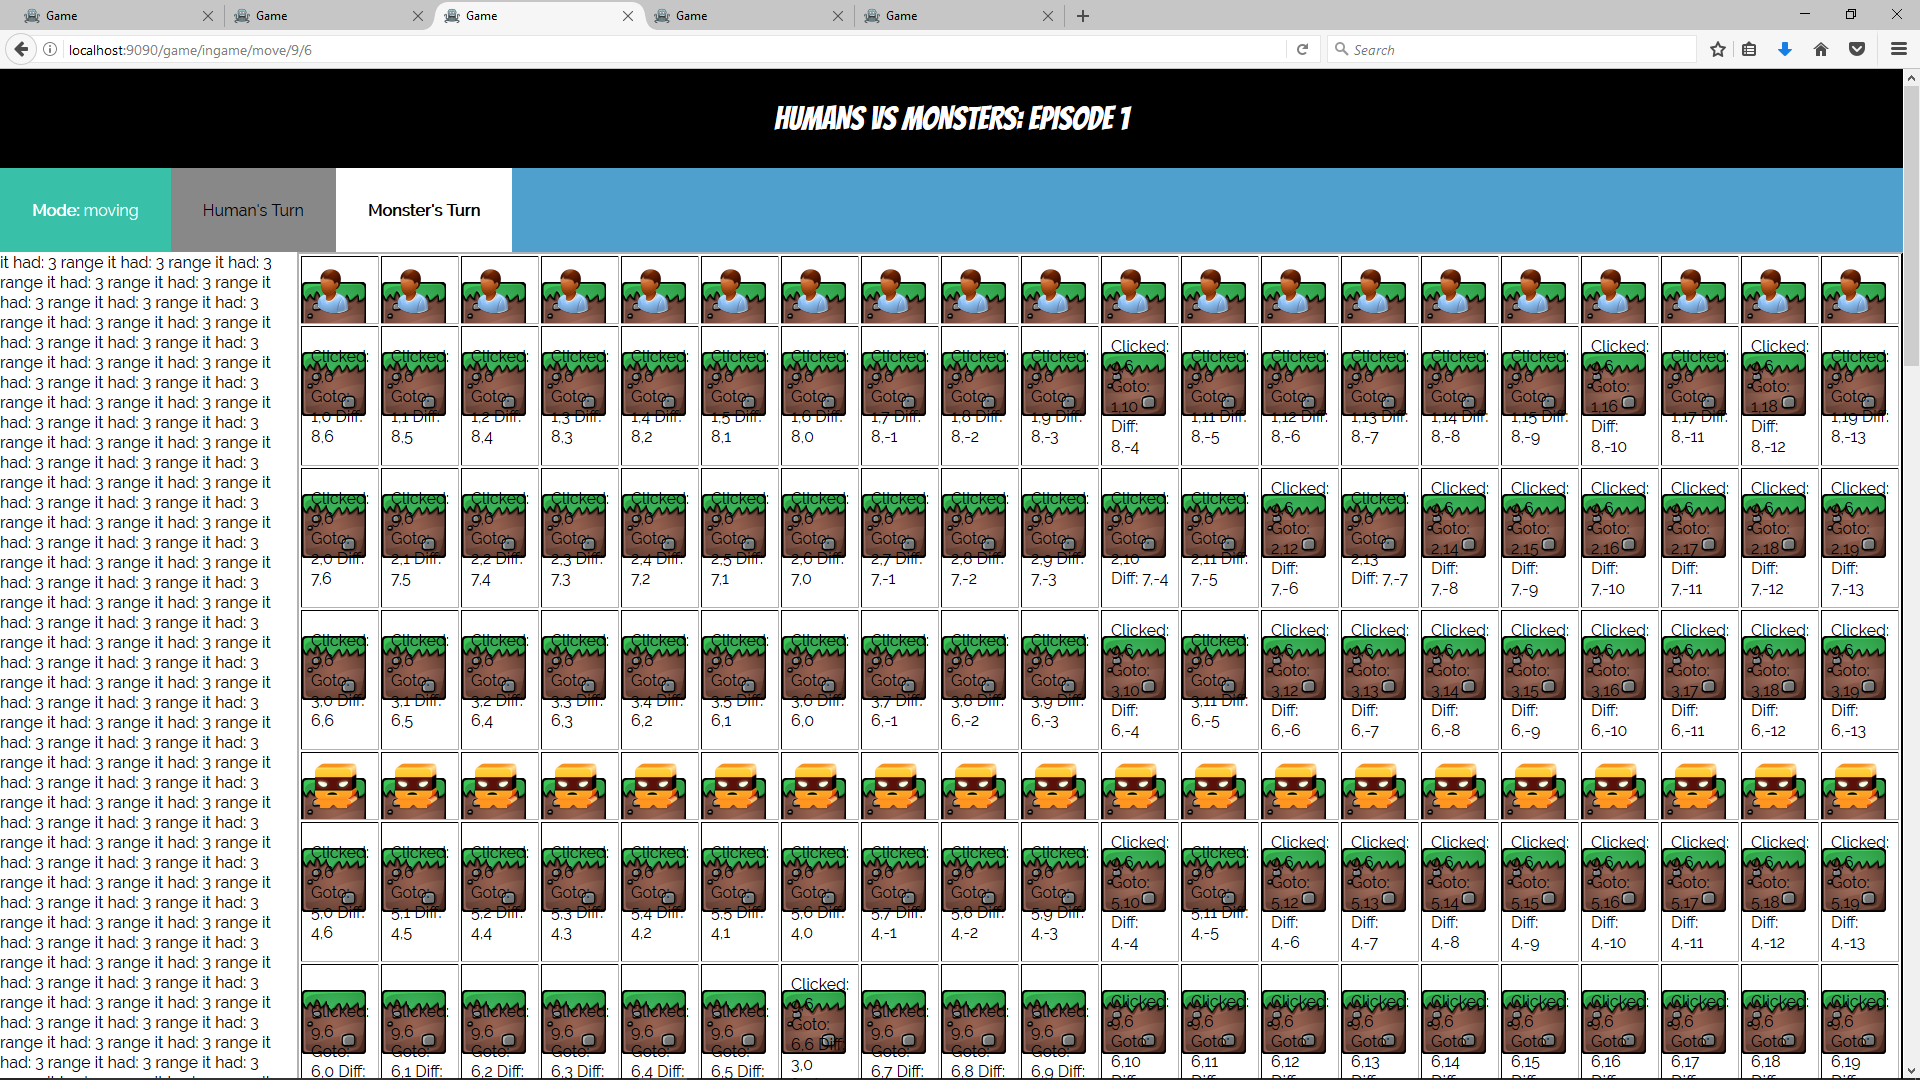 Game
Game
Game
Game
Game
localhost:9090/game/ingame/move/9/6
Search
HUMANS VS MONSTERS: EPISODE 1
Mode: moving
Human's Turn
Monster's Turn
it had: 3 range it had: 3 range it had: 3
range it had: 3 range it had: 3 range it
had: 3 range it had: 3 range it had: 3
range it had: 3 range it had: 3 range it
had: 3 range it had: 3 range it had: 3
range it had: 3 range it had: 3 range it
had: 3 range it had: 3 range it had: 3
range it had: 3 range it had: 3 range it
had: 3 range it had: 3 range it had: 3
range it had: 3 range it had: 3 range it
had: 3 range it had: 3 range it had: 3
range it had: 3 range it had: 3 range it
had: 3 range it had: 3 range it had: 3
range it had: 3 range it had: 3 range it
had: 3 range it had: 3 range it had: 3
range it had: 3 range it had: 3 range it
had: 3 range it had: 3 range it had: 3
range it had: 3 range it had: 3 range it
had: 3 range it had: 3 range it had: 3
range it had: 3 range it had: 3 range it
had: 3 range it had: 3 range it had: 3
range it had: 3 range it had: 3 range it
had: 3 range it had: 3 range it had: 3
range it had: 3 range it had: 3 range it
had: 3 range it had: 3 range it had: 3
range it had: 3 range it had: 3 range it
had: 3 range it had: 3 range it had: 3
range it had: 3 range it had: 3 range it
had: 3 range it had: 3 range it had: 3
range it had: 3 range it had: 3 range it
had: 3 range it had: 3 range it had: 3
range it had: 3 range it had: 3 range it
had: 3 range it had: 3 range it had: 3
range it had: 3 range it had: 3 range it
had: 3 range it had: 3 range it had: 3
range it had: 3 range it had: 3 range it
had: 3 range it had: 3 range it had: 3
range it had: 3 range it had: 3 range it
had: 3 range it had: 3 range it had: 3
range it had: 3 range it had: 3 range it
had: 3 range it had: 3 range it had: 3
Clicked: 9,6 Goto: 1,0 Diff: 8,6
Clicked: 9,6 Goto: 1,1 Diff: 8,5
Clicked: 9,6 Goto: 1,2 Diff: 8,4
Clicked: 9,6 Goto: 1,3 Diff: 8,3
Clicked: 9,6 Goto: 1,4 Diff: 8,2
Clicked: 9,6 Goto: 1,5 Diff: 8,1
Clicked: 9,6 Goto: 1,6 Diff: 8,0
Clicked: 9,6 Goto: 1,7 Diff: 8,-1
Clicked: 9,6 Goto: 1,8 Diff: 8,-2
Clicked: 9,6 Goto: 1,9 Diff: 8,-3
Clicked: 9,6 Goto: 1,10 Diff: 8,-4
Clicked: 9,6 Goto: 1,11 Diff: 8,-5
Clicked: 9,6 Goto: 1,12 Diff: 8,-6
Clicked: 9,6 Goto: 1,13 Diff: 8,-7
Clicked: 9,6 Goto: 1,14 Diff: 8,-8
Clicked: 9,6 Goto: 1,15 Diff: 8,-9
Clicked: 9,6 Goto: 1,16 Diff: 8,-10
Clicked: 9,6 Goto: 1,17 Diff: 8,-11
Clicked: 9,6 Goto: 1,18 Diff: 8,-12
Clicked: 9,6 Goto: 1,19 Diff: 8,-13
Clicked: 9,6 Goto: 2,0 Diff: 7,6
Clicked: 9,6 Goto: 2,1 Diff: 7,5
Clicked: 9,6 Goto: 2,2 Diff: 7,4
Clicked: 9,6 Goto: 2,3 Diff: 7,3
Clicked: 9,6 Goto: 2,4 Diff: 7,2
Clicked: 9,6 Goto: 2,5 Diff: 7,1
Clicked: 9,6 Goto: 2,6 Diff: 7,0
Clicked: 9,6 Goto: 2,7 Diff: 7,-1
Clicked: 9,6 Goto: 2,8 Diff: 7,-2
Clicked: 9,6 Goto: 2,9 Diff: 7,-3
Clicked: 9,6 Goto: 2,10 Diff: 7,-4
Clicked: 9,6 Goto: 2,11 Diff: 7,-5
Clicked: 9,6 Goto: 2,12 Diff: 7,-6
Clicked: 9,6 Goto: 2,13 Diff: 7,-7
Clicked: 9,6 Goto: 2,14 Diff: 7,-8
Clicked: 9,6 Goto: 2,15 Diff: 7,-9
Clicked: 9,6 Goto: 2,16 Diff: 7,-10
Clicked: 9,6 Goto: 2,17 Diff: 7,-11
Clicked: 9,6 Goto: 2,18 Diff: 7,-12
Clicked: 9,6 Goto: 2,19 Diff: 7,-13
Clicked: 9,6 Goto: 3,0 Diff: 6,6
Clicked: 9,6 Goto: 3,1 Diff: 6,5
Clicked: 9,6 Goto: 3,2 Diff: 6,4
Clicked: 9,6 Goto: 3,3 Diff: 6,3
Clicked: 9,6 Goto: 3,4 Diff: 6,2
Clicked: 9,6 Goto: 3,5 Diff: 6,1
Clicked: 9,6 Goto: 3,6 Diff: 6,0
Clicked: 9,6 Goto: 3,7 Diff: 6,-1
Clicked: 9,6 Goto: 3,8 Diff: 6,-2
Clicked: 9,6 Goto: 3,9 Diff: 6,-3
Clicked: 9,6 Goto: 3,10 Diff: 6,-4
Clicked: 9,6 Goto: 3,11 Diff: 6,-5
Clicked: 9,6 Goto: 3,12 Diff: 6,-6
Clicked: 9,6 Goto: 3,13 Diff: 6,-7
Clicked: 9,6 Goto: 3,14 Diff: 6,-8
Clicked: 9,6 Goto: 3,15 Diff: 6,-9
Clicked: 9,6 Goto: 3,16 Diff: 6,-10
Clicked: 9,6 Goto: 3,17 Diff: 6,-11
Clicked: 9,6 Goto: 3,18 Diff: 6,-12
Clicked: 9,6 Goto: 3,19 Diff: 6,-13
Clicked: 9,6 Goto: 5,0 Diff: 4,6
Clicked: 9,6 Goto: 5,1 Diff: 4,5
Clicked: 9,6 Goto: 5,2 Diff: 4,4
Clicked: 9,6 Goto: 5,3 Diff: 4,3
Clicked: 9,6 Goto: 5,4 Diff: 4,2
Clicked: 9,6 Goto: 5,5 Diff: 4,1
Clicked: 9,6 Goto: 5,6 Diff: 4,0
Clicked: 9,6 Goto: 5,7 Diff: 4,-1
Clicked: 9,6 Goto: 5,8 Diff: 4,-2
Clicked: 9,6 Goto: 5,9 Diff: 4,-3
Clicked: 9,6 Goto: 5,10 Diff: 4,-4
Clicked: 9,6 Goto: 5,11 Diff: 4,-5
Clicked: 9,6 Goto: 5,12 Diff: 4,-6
Clicked: 9,6 Goto: 5,13 Diff: 4,-7
Clicked: 9,6 Goto: 5,14 Diff: 4,-8
Clicked: 9,6 Goto: 5,15 Diff: 4,-9
Clicked: 9,6 Goto: 5,16 Diff: 4,-10
Clicked: 9,6 Goto: 5,17 Diff: 4,-11
Clicked: 9,6 Goto: 5,18 Diff: 4,-12
Clicked: 9,6 Goto: 5,19 Diff: 4,-13
Clicked: 9,6 Goto: 6,0 Diff:
Clicked: 9,6 Goto: 6,1 Diff:
Clicked: 9,6 Goto: 6,2 Diff:
Clicked: 9,6 Goto: 6,3 Diff:
Clicked: 9,6 Goto: 6,4 Diff:
Clicked: 9,6 Goto: 6,5 Diff:
Clicked: 9,6 Goto: 6,6 Diff: 3,0
Clicked: 9,6 Goto: 6,7 Diff:
Clicked: 9,6 Goto: 6,8 Diff:
Clicked: 9,6 Goto: 6,9 Diff:
Clicked: 9,6 Goto: 6,10
Clicked: 9,6 Goto: 6,11
Clicked: 9,6 Goto: 6,12
Clicked: 9,6 Goto: 6,13
Clicked: 9,6 Goto: 6,14
Clicked: 9,6 Goto: 6,15
Clicked: 9,6 Goto: 6,16
Clicked: 9,6 Goto: 6,17
Clicked: 9,6 Goto: 6,18
Clicked: 9,6 Goto: 6,19